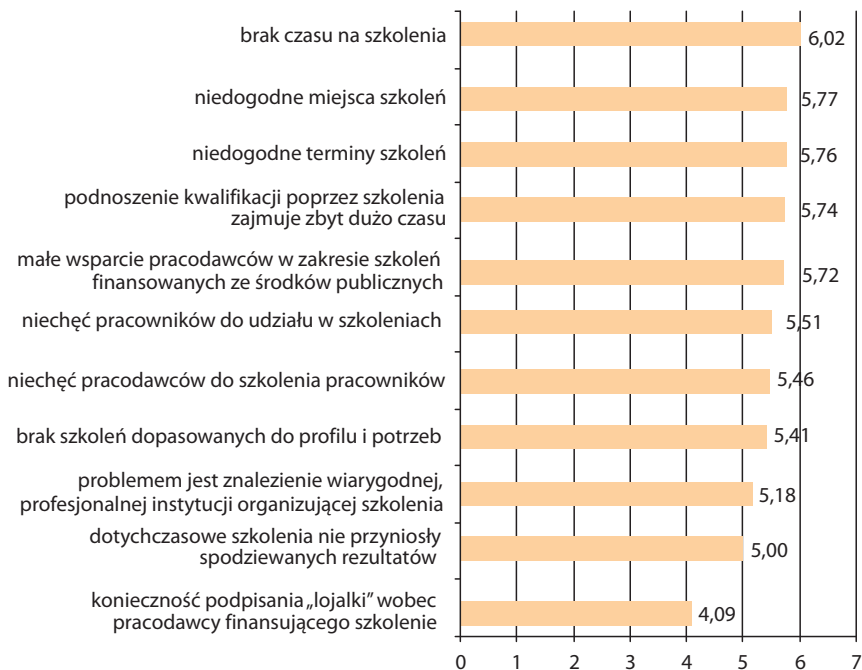 brak czasu na szkolenia
6,02
niedogodne miejsca szkoleń
5,77
niedogodne terminy szkoleń
5,76
podnoszenie kwalifikacji poprzez szkolenia
zajmuje zbyt dużo czasu
5,74
małe wsparcie pracodawców w zakresie szkoleń
finansowanych ze środków publicznych
5,72
niechęć pracowników do udziału w szkoleniach
5,51
niechęć pracodawców do szkolenia pracowników
5,46
brak szkoleń dopasowanych do profilu i potrzeb
5,41
problemem jest znalezienie wiarygodnej,
profesjonalnej instytucji organizującej szkolenia
5,18
dotychczasowe szkolenia nie przyniosły
spodziewanych rezultatów
5,00
konieczność podpisania „lojalki” wobec
pracodawcy finansującego szkolenie
4,09
0 1 2 3 4 5 6 7